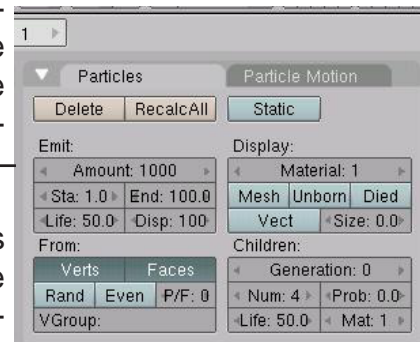 1
Particles Particle Motion
Delete RecalcAll Static
Emit: Display:
Amount: 1000 Material: 1
Sta: 1.0 End: 100.0 Mesh Unborn Died
Life: 50.0 Disp: 100 Vect Size: 0.0
From: Children:
Verts Faces Generation: 0
Rand Even P/F: 0 Num: 4 Prob: 0.0
VGroup: Life: 50.0 Mat: 1